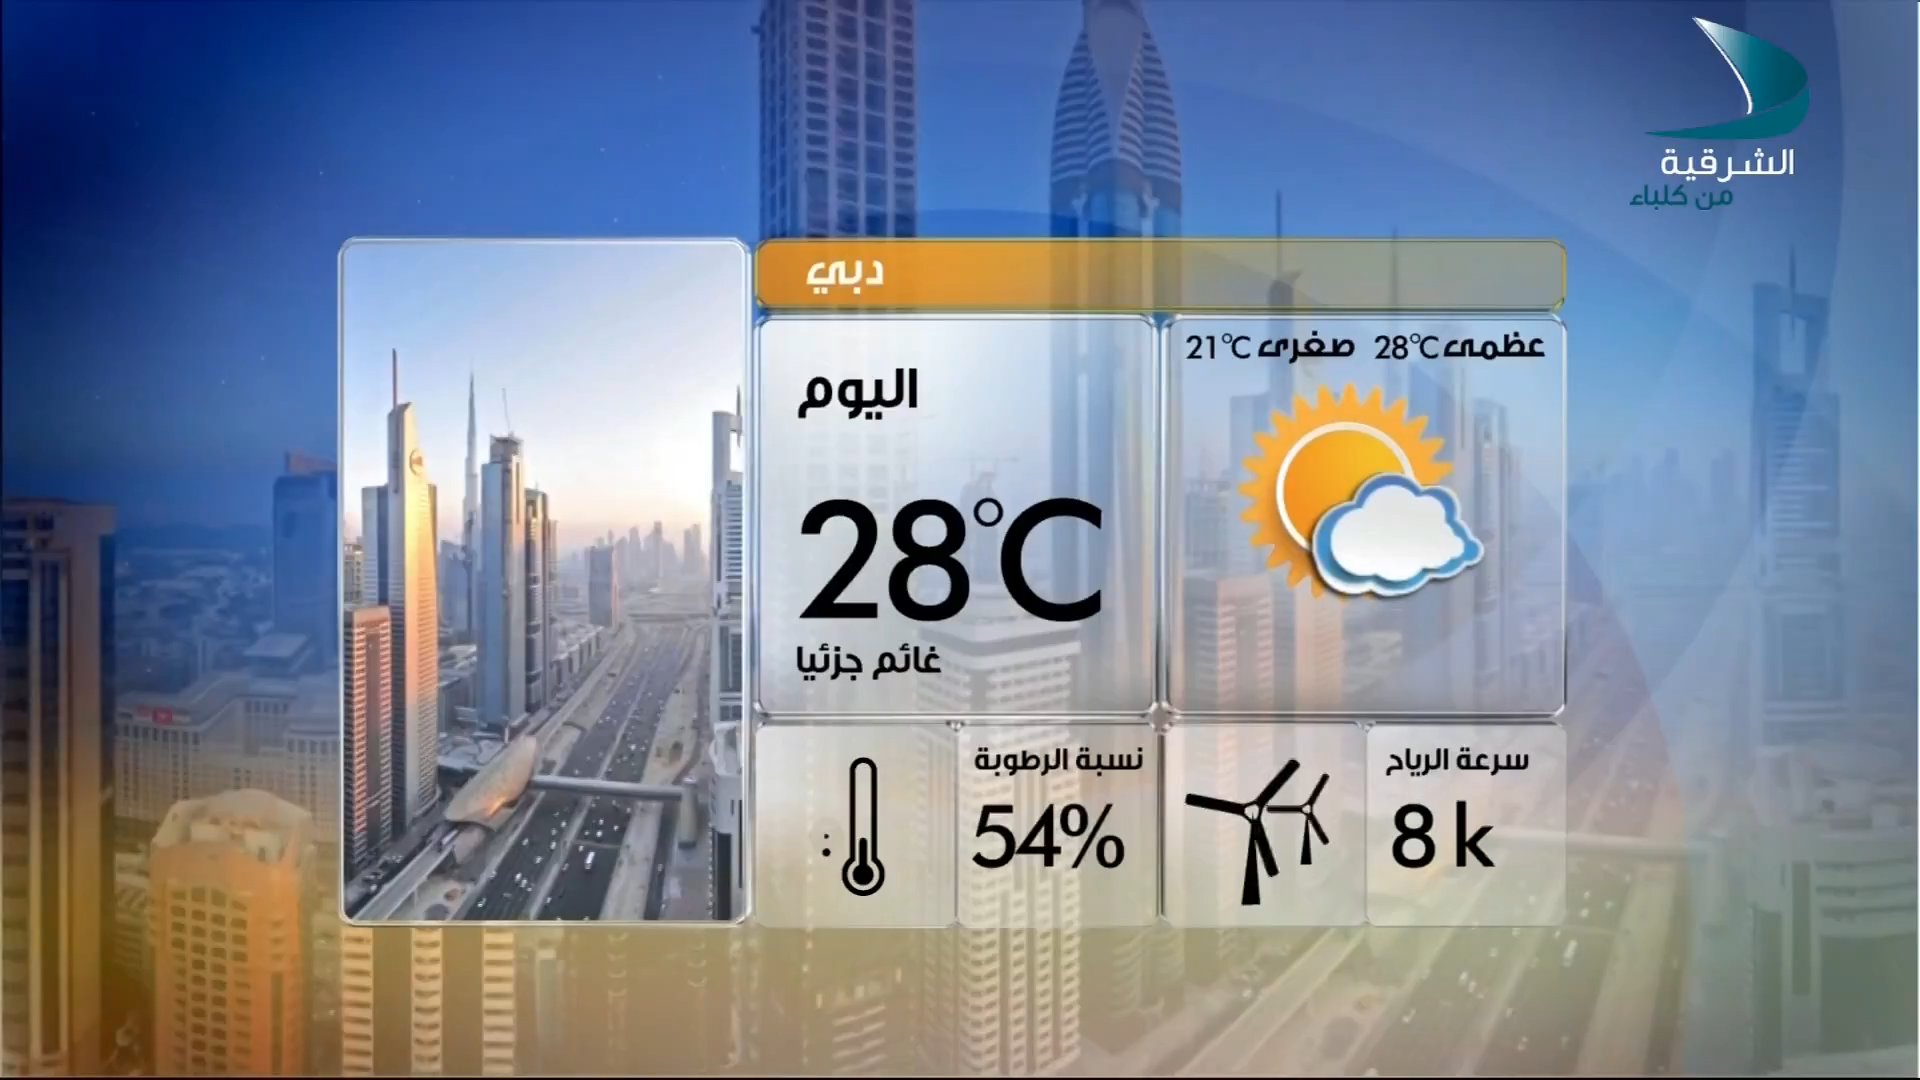 الشرقية
من كلباء
دبي
عظمى 28°C صغرى 21°C
اليوم
28°C
غائم جزئيا
سرعة الرياح
8 k
نسبة الرطوبة
54%
: